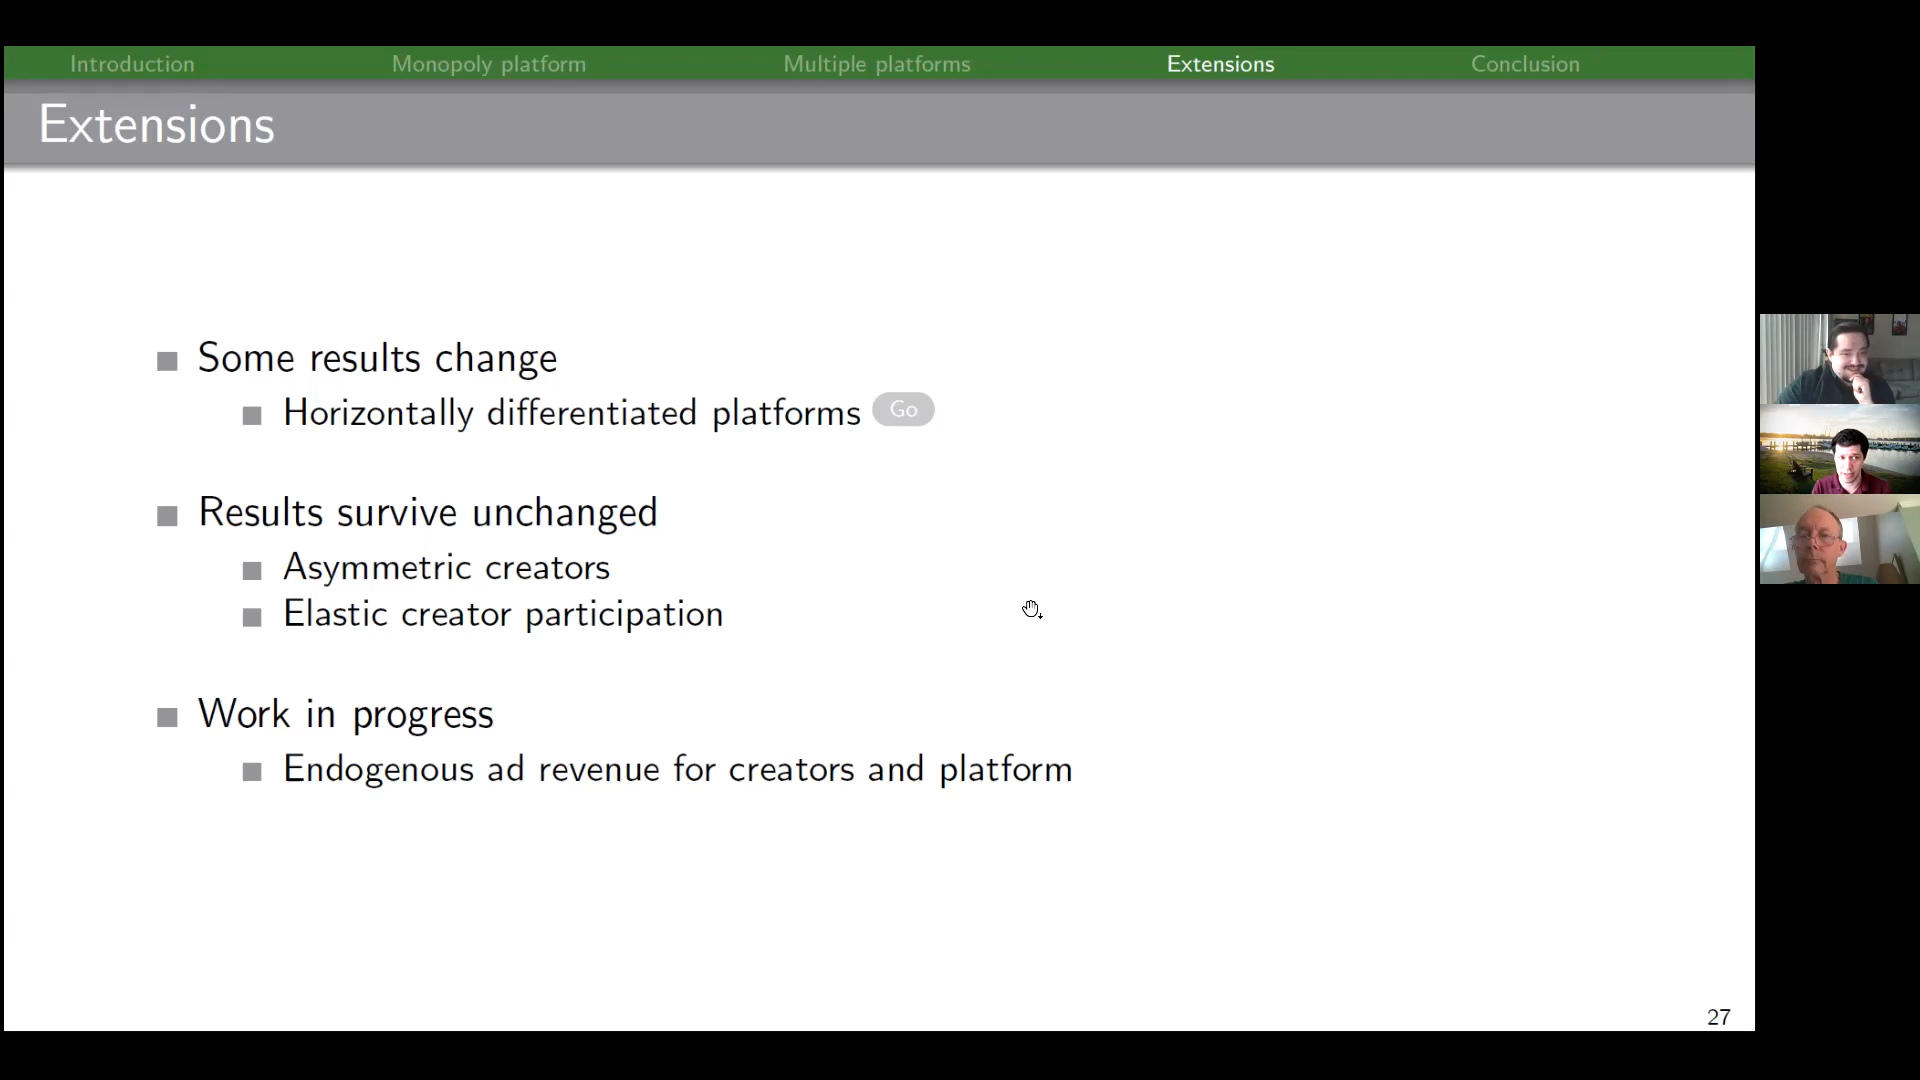 Introduction Monopoly platform Multiple platforms Extensions Conclusion
Extensions
Some results change
Horizontally differentiated platforms Go
Results survive unchanged
Asymmetric creators
Elastic creator participation
Work in progress
Endogenous ad revenue for creators and platform
27